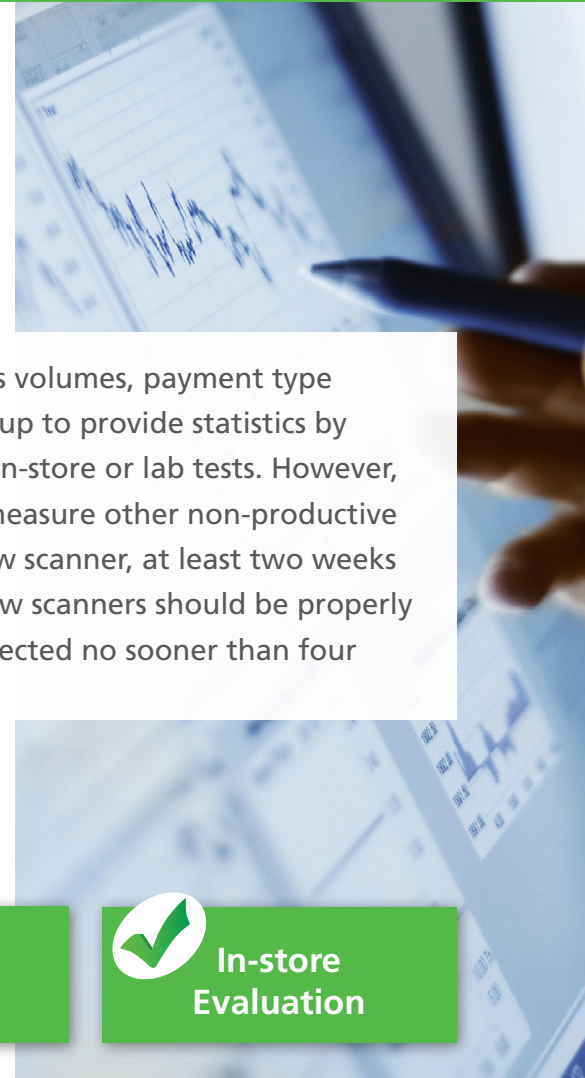 s volumes, payment type
up to provide statistics by
n-store or lab tests. However,
neasure other non-productive
w scanner, at least two weeks
w scanners should be properly
ected no sooner than four
In-store
Evaluation